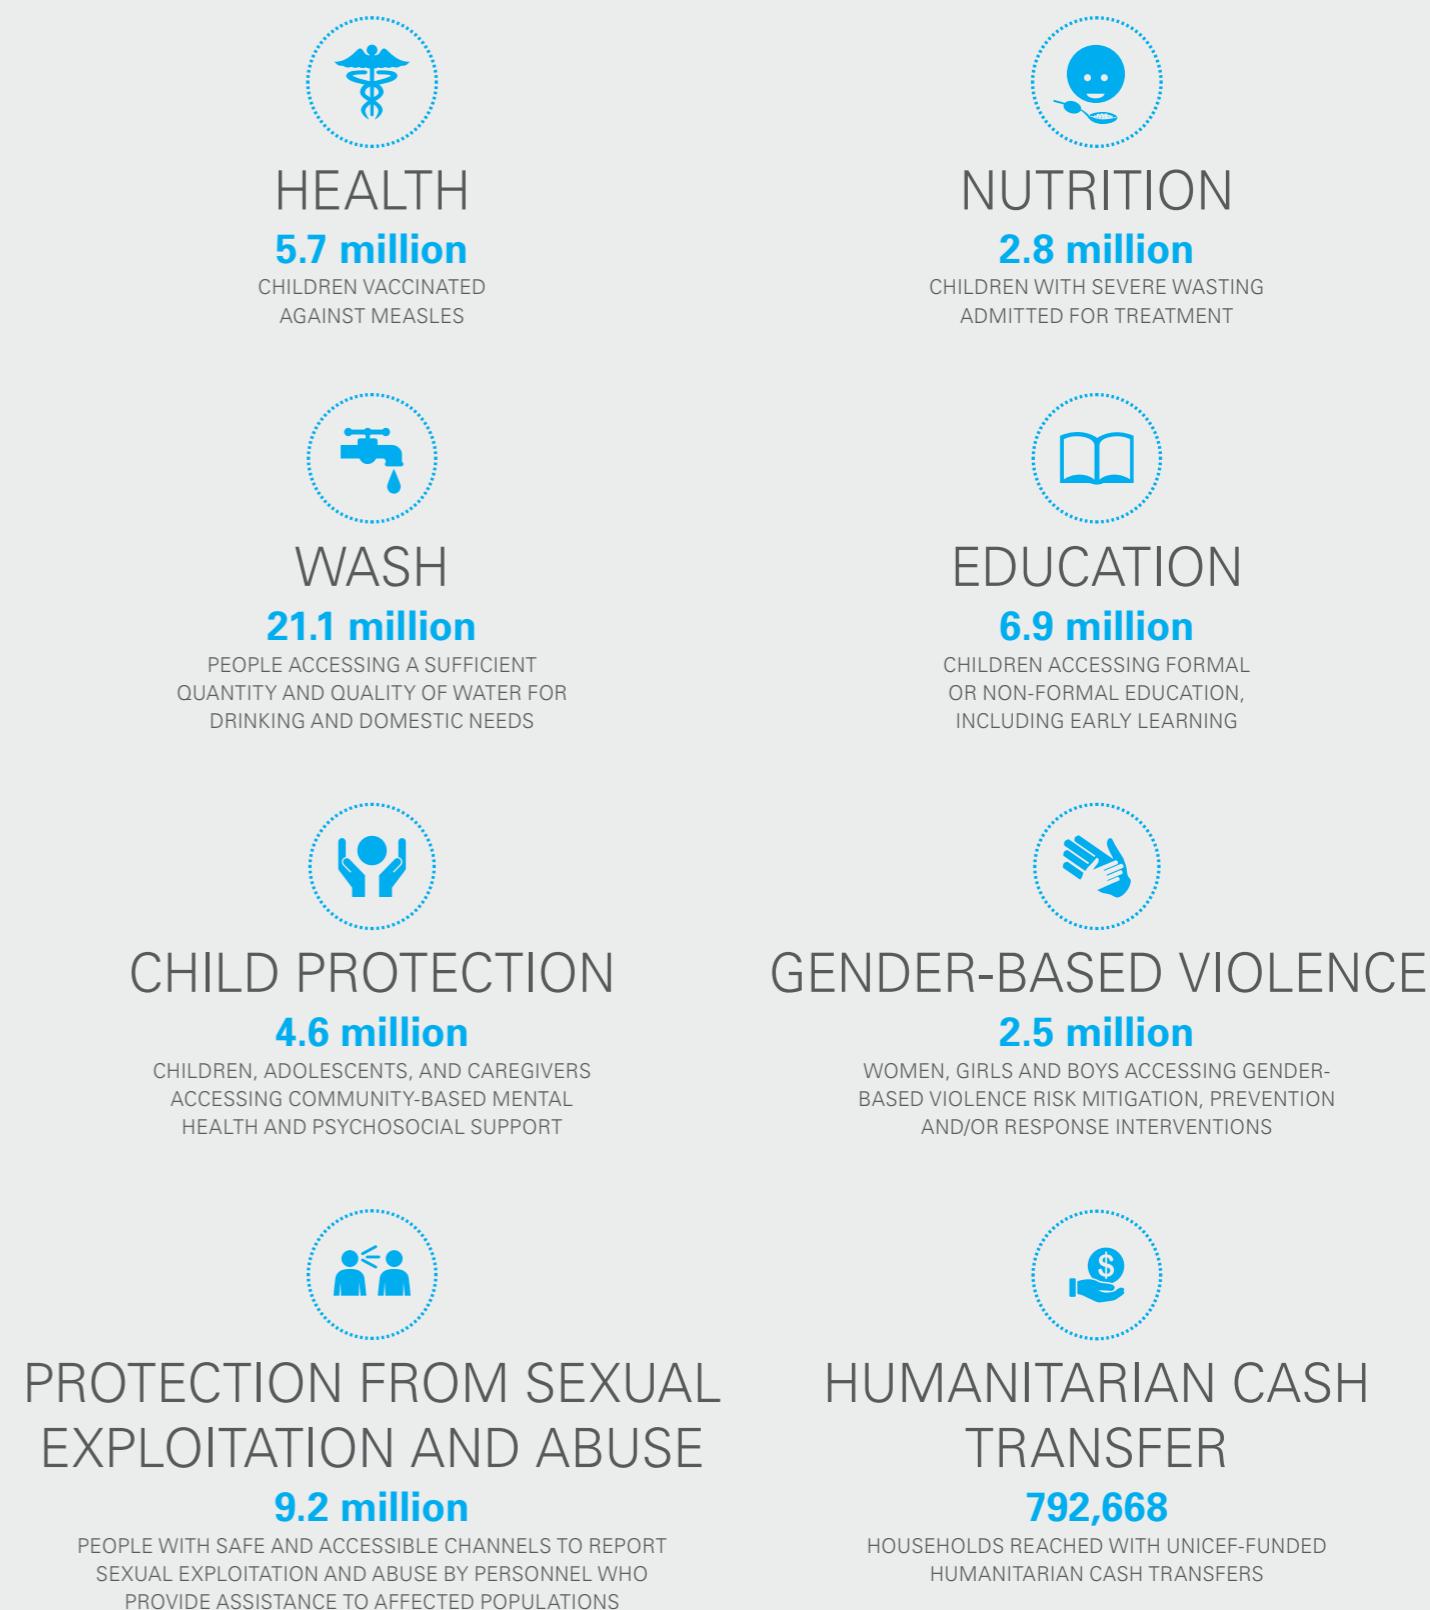 HEALTH
5.7 million
CHILDREN VACCINATED
AGAINST MEASLES
NUTRITION
2.8 million
CHILDREN WITH SEVERE WASTING
ADMITTED FOR TREATMENT
WASH
21.1 million
PEOPLE ACCESSING A SUFFICIENT
QUANTITY AND QUALITY OF WATER FOR
DRINKING AND DOMESTIC NEEDS
EDUCATION
6.9 million
CHILDREN ACCESSING FORMAL
OR NON-FORMAL EDUCATION,
INCLUDING EARLY LEARNING
CHILD PROTECTION
4.6 million
CHILDREN, ADOLESCENTS, AND CAREGIVERS
ACCESSING COMMUNITY-BASED MENTAL
HEALTH AND PSYCHOSOCIAL SUPPORT
GENDER-BASED VIOLENCE
2.5 million
WOMEN, GIRLS AND BOYS ACCESSING GENDER-
BASED VIOLENCE RISK MITIGATION, PREVENTION
AND/OR RESPONSE INTERVENTIONS
PROTECTION FROM SEXUAL
EXPLOITATION AND ABUSE
9.2 million
PEOPLE WITH SAFE AND ACCESSIBLE CHANNELS TO REPORT
SEXUAL EXPLOITATION AND ABUSE BY PERSONNEL WHO
PROVIDE ASSISTANCE TO AFFECTED POPULATIONS
$
HUMANITARIAN CASH
TRANSFER
792,668
HOUSEHOLDS REACHED WITH UNICEF-FUNDED
HUMANITARIAN CASH TRANSFERS